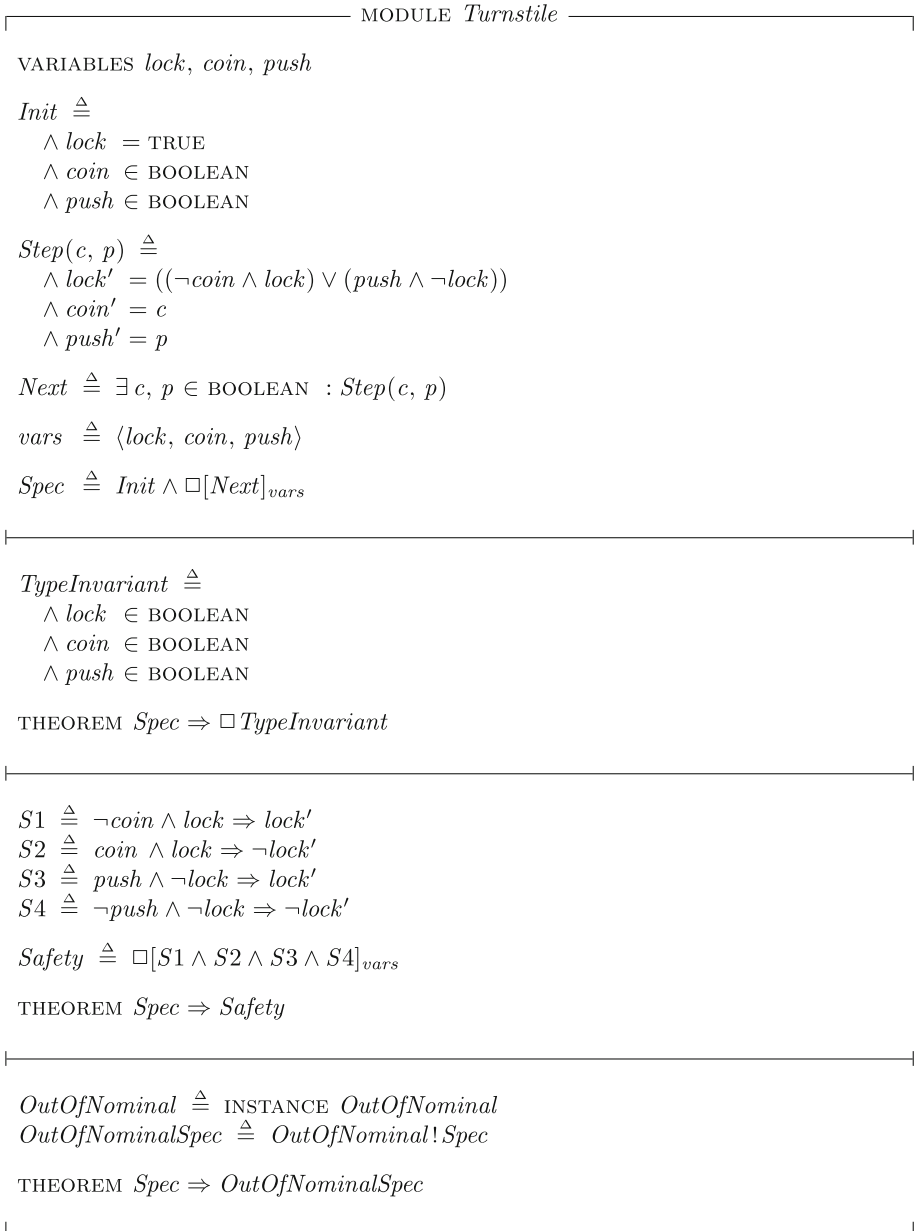 MODULE Turnstile
VARIABLES lock, coin, push
Init ≜
∧ lock = TRUE
∧ coin ∈ BOOLEAN
∧ push ∈ BOOLEAN
Step(c, p) ≜
∧ lock′ = ((¬coin ∧ lock) ∨ (push ∧ ¬lock))
∧ coin′ = c
∧ push′ = p
Next ≜ ∃ c, p ∈ BOOLEAN : Step(c, p)
vars ≜ ⟨lock, coin, push⟩
Spec ≜ Init ∧ □[Next]vars
TypeInvariant ≜
∧ lock ∈ BOOLEAN
∧ coin ∈ BOOLEAN
∧ push ∈ BOOLEAN
THEOREM Spec ⇒ □TypeInvariant
S1 ≜ ¬coin ∧ lock ⇒ lock′
S2 ≜ coin ∧ lock ⇒ ¬lock′
S3 ≜ push ∧ ¬lock ⇒ lock′
S4 ≜ ¬push ∧ ¬lock ⇒ ¬lock′
Safety ≜ □[S1 ∧ S2 ∧ S3 ∧ S4]vars
THEOREM Spec ⇒ Safety
OutOfNominal ≜ INSTANCE OutOfNominal
OutOfNominalSpec ≜ OutOfNominal!Spec
THEOREM Spec ⇒ OutOfNominalSpec